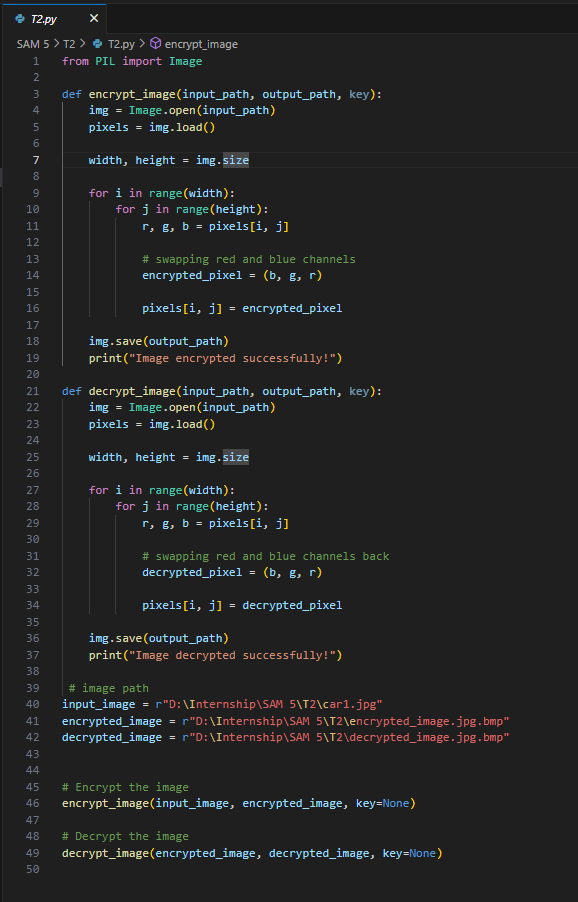 T2.py
SAM 5 > T2 > T2.py > encrypt_image
1 from PIL import Image
2
3 def encrypt_image(input_path, output_path, key):
4     img = Image.open(input_path)
5     pixels = img.load()
6
7     width, height = img.size
8
9     for i in range(width):
10         for j in range(height):
11             r, g, b = pixels[i, j]
12
13             # swapping red and blue channels
14             encrypted_pixel = (b, g, r)
15
16             pixels[i, j] = encrypted_pixel
17
18     img.save(output_path)
19     print("Image encrypted successfully!")
20
21 def decrypt_image(input_path, output_path, key):
22     img = Image.open(input_path)
23     pixels = img.load()
24
25     width, height = img.size
26
27     for i in range(width):
28         for j in range(height):
29             r, g, b = pixels[i, j]
30
31             # swapping red and blue channels back
32             decrypted_pixel = (b, g, r)
33
34             pixels[i, j] = decrypted_pixel
35
36     img.save(output_path)
37     print("Image decrypted successfully!")
38
39  # image path
40 input_image = r"D:\Internship\SAM 5\T2\car1.jpg"
41 encrypted_image = r"D:\Internship\SAM 5\T2\encrypted_image.jpg.bmp"
42 decrypted_image = r"D:\Internship\SAM 5\T2\decrypted_image.jpg.bmp"
43
44
45 # Encrypt the image
46 encrypt_image(input_image, encrypted_image, key=None)
47
48 # Decrypt the image
49 decrypt_image(encrypted_image, decrypted_image, key=None)
50